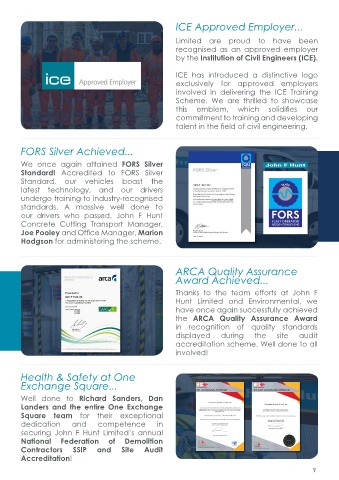 ICE Approved Employer...
Limited are proud to have been
recognised as an approved employer
by the Institution of Civil Engineers (ICE).
ICE has introduced a distinctive logo
exclusively for approved employers
involved in delivering the ICE Training
Scheme. We are thrilled to showcase
this emblem, which solidifies our
commitment to training and developing
talent in the field of civil engineering.
ice
Approved Employer
FORS Silver Achieved...
We once again attained FORS Silver
Standard! Accredited to FORS Silver
Standard, our vehicles boast the
latest technology, and our drivers
undergo training to industry-recognised
standards. A massive well done to
our drivers who passed, John F Hunt
Concrete Cutting Transport Manager,
Joe Pooley and Office Manager, Marion
Hodgson for administering the scheme.
FORS Silver
John F Hunt
FORS
ARCA Quality Assurance
Award Achieved...
Thanks to the team efforts at John F
Hunt Limited and Environmental, we
have once again successfully achieved
the ARCA Quality Assurance Award
in recognition of quality standards
displayed during the site audit
accreditation scheme. Well done to all
involved!
arca
Health & Safety at One
Exchange Square...
Well done to Richard Sanders, Dan
Landers and the entire One Exchange
Square team for their exceptional
dedication and competence in
securing John F Hunt Limited's annual
National Federation of Demolition
Contractors SSIP and Site Audit
Accreditation!
7